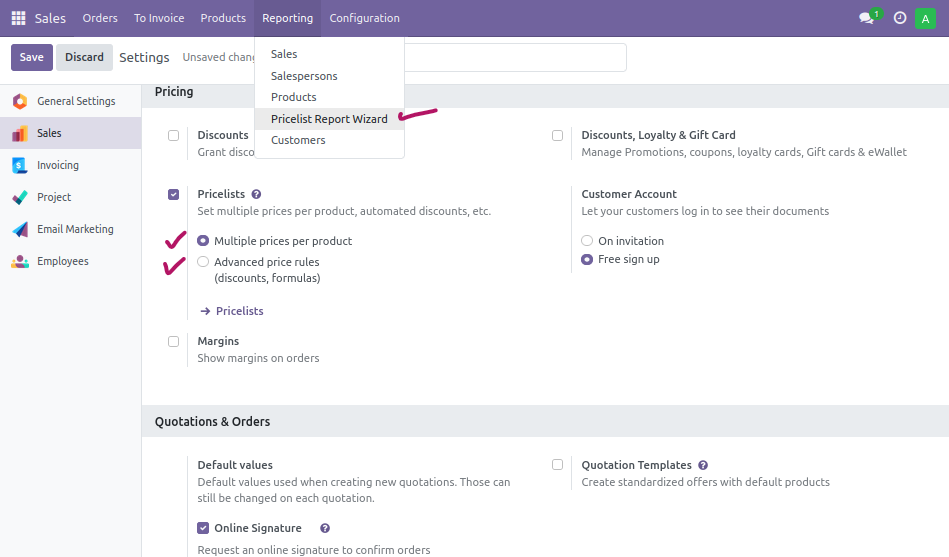 Sales Orders To Invoice Products Reporting Configuration 1 A
Save Discard Settings Unsaved chang
Sales
Salespersons
Products
Pricelist Report Wizard
Customers
General Settings
Sales
Invoicing
Project
Email Marketing
Employees
Pricing
Discounts
Grant disco
Discounts, Loyalty & Gift Card
Manage Promotions, coupons, loyalty cards, Gift cards & eWallet
Pricelists ?
Set multiple prices per product, automated discounts, etc.
Multiple prices per product
Advanced price rules
(discounts, formulas)
Pricelists
Customer Account
Let your customers log in to see their documents
On invitation
Free sign up
Margins
Show margins on orders
Quotations & Orders
Default values
Default values used when creating new quotations. Those can
still be changed on each quotation.
Online Signature ?
Request an online signature to confirm orders
Quotation Templates ?
Create standardized offers with default products